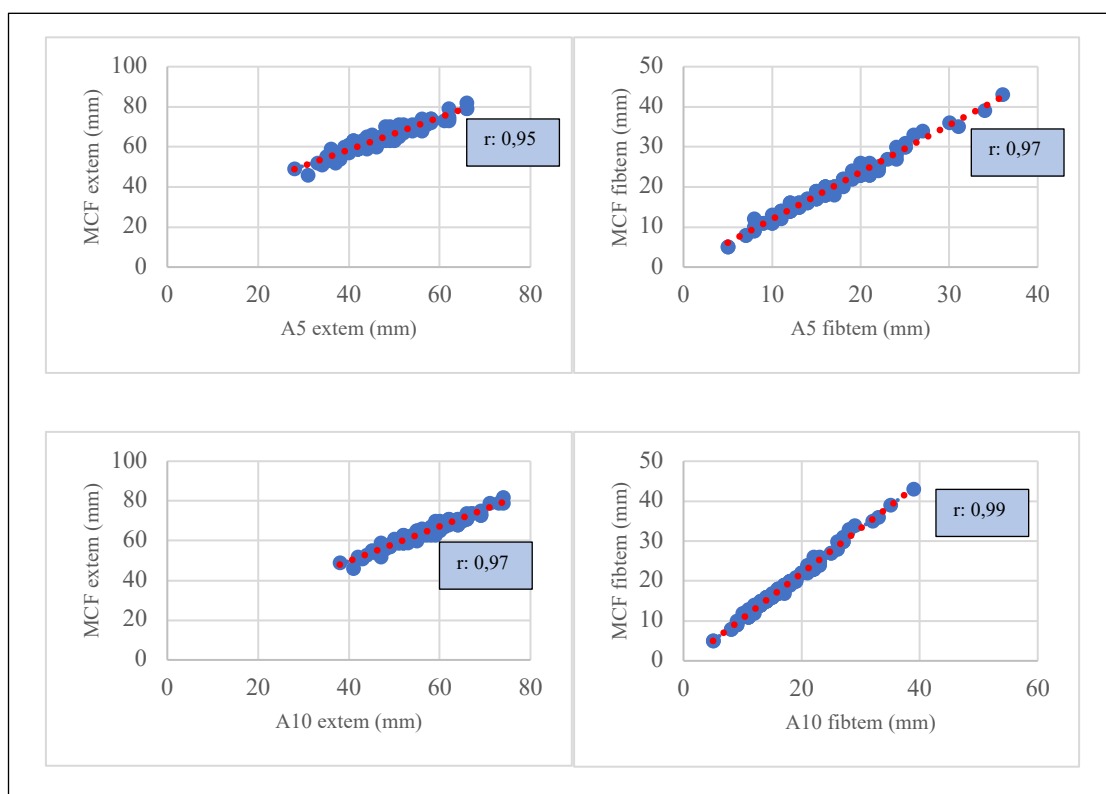 100
80
60
40
20
0
0 20 40 60 80
MCF extem (mm)
A5 extem (mm)
r: 0,95
50
40
30
20
10
0
0 10 20 30 40
MCF fibtem (mm)
A5 fibtem (mm)
r: 0,97
100
80
60
40
20
0
0 20 40 60 80
MCF extem (mm)
A10 extem (mm)
r: 0,97
50
40
30
20
10
0
0 20 40 60
MCF fibtem (mm)
A10 fibtem (mm)
r: 0,99